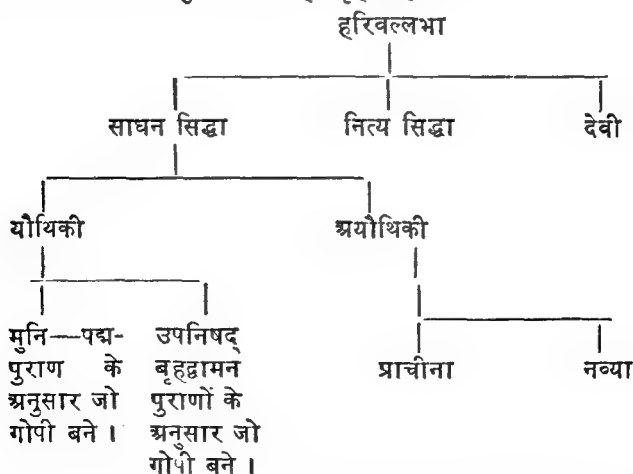 हरिवल्लभा
साधन सिद्धा नित्य सिद्धा देवी
यौथिकी अयौथिकी
मुनि—पद्म-
पुराण के
अनुसार जो
गोपी बने ।
उपनिषद्
बृहद्वामन
पुराणों के
अनुसार जो
गोपी बने ।
प्राचीना नव्या